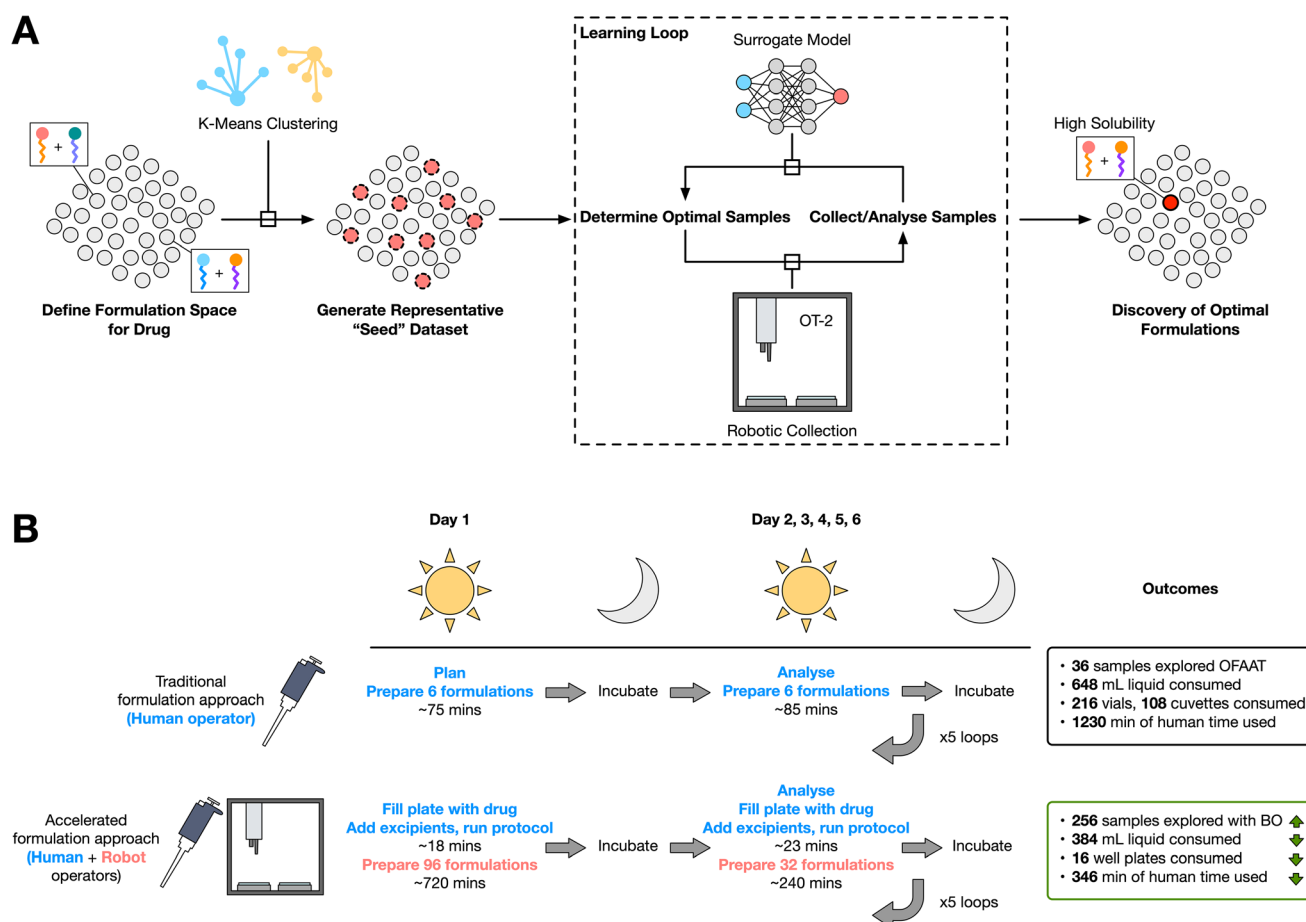 A
K-Means Clustering
+
+
Define Formulation Space
for Drug
Generate Representative
“Seed” Dataset
Learning Loop
Surrogate Model
Determine Optimal Samples
Collect/Analyse Samples
OT-2
Robotic Collection
High Solubility
+
Discovery of Optimal
Formulations
B
Day 1
Day 2, 3, 4, 5, 6
Outcomes
Traditional
formulation approach
(Human operator)
Plan
Prepare 6 formulations
~75 mins
Incubate
Analyse
Prepare 6 formulations
~85 mins
Incubate
x5 loops
• 36 samples explored OFAAT
• 648 mL liquid consumed
• 216 vials, 108 cuvettes consumed
• 1230 min of human time used
Accelerated
formulation approach
(Human + Robot
operators)
Fill plate with drug
Add excipients, run protocol
~18 mins
Prepare 96 formulations
~720 mins
Incubate
Analyse
Fill plate with drug
Add excipients, run protocol
~23 mins
Prepare 32 formulations
~240 mins
Incubate
x5 loops
• 256 samples explored with BO
• 384 mL liquid consumed
• 16 well plates consumed
• 346 min of human time used